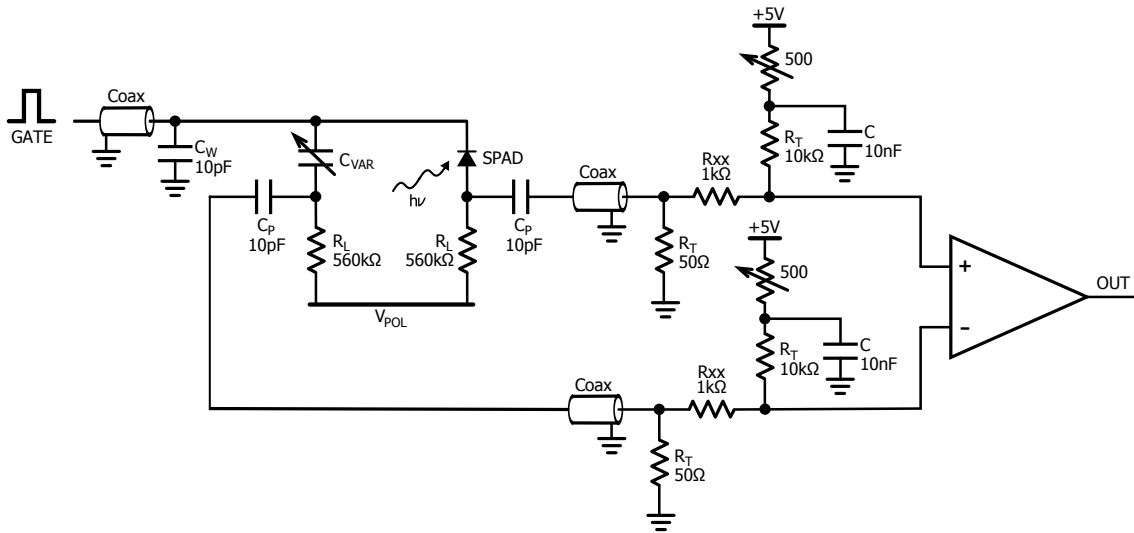 +5V
500
Coax
GATE
C_W
10pF
C_VAR
SPAD
hν
R_T
10kΩ
C
10nF
Rxx
1kΩ
Coax
C_P
10pF
R_L
560kΩ
R_L
560kΩ
C_P
10pF
R_T
50Ω
+5V
500
+
-
OUT
V_POL
R_T
10kΩ
C
10nF
Rxx
1kΩ
Coax
R_T
50Ω